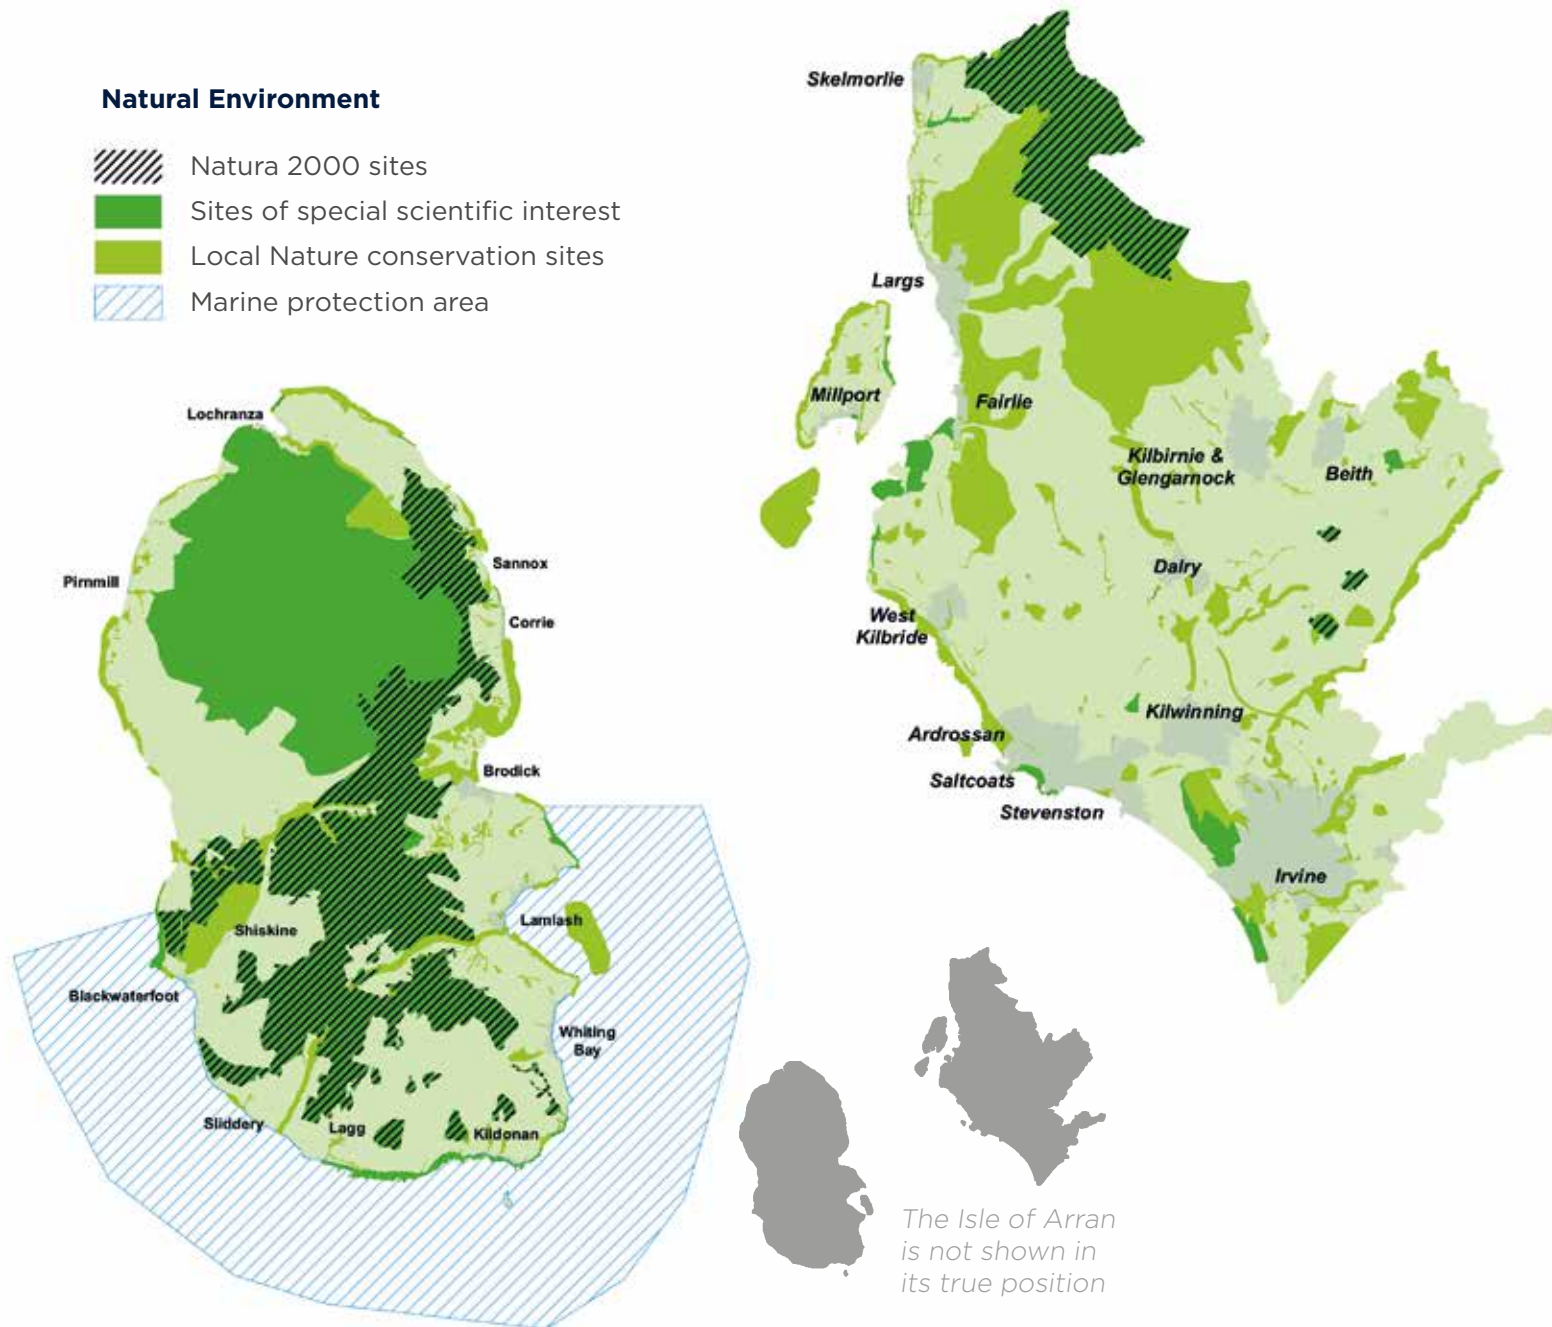 Natural Environment
Natura 2000 sites
Sites of special scientific interest
Local Nature conservation sites
Marine protection area
Skelmorlie
Largs
Millport
Fairlie
Kilbirnie &
Glengarnock
Beith
Dalry
West
Kilbride
Kilwinning
Ardrossan
Saltcoats
Stevenston
Irvine
Lochranza
Sannox
Pirnmill
Corrie
Brodick
Lamlash
Shiskine
Blackwaterfoot
Whiting
Bay
Sliddery
Lagg
Kildonan
The Isle of Arran
is not shown in
its true position